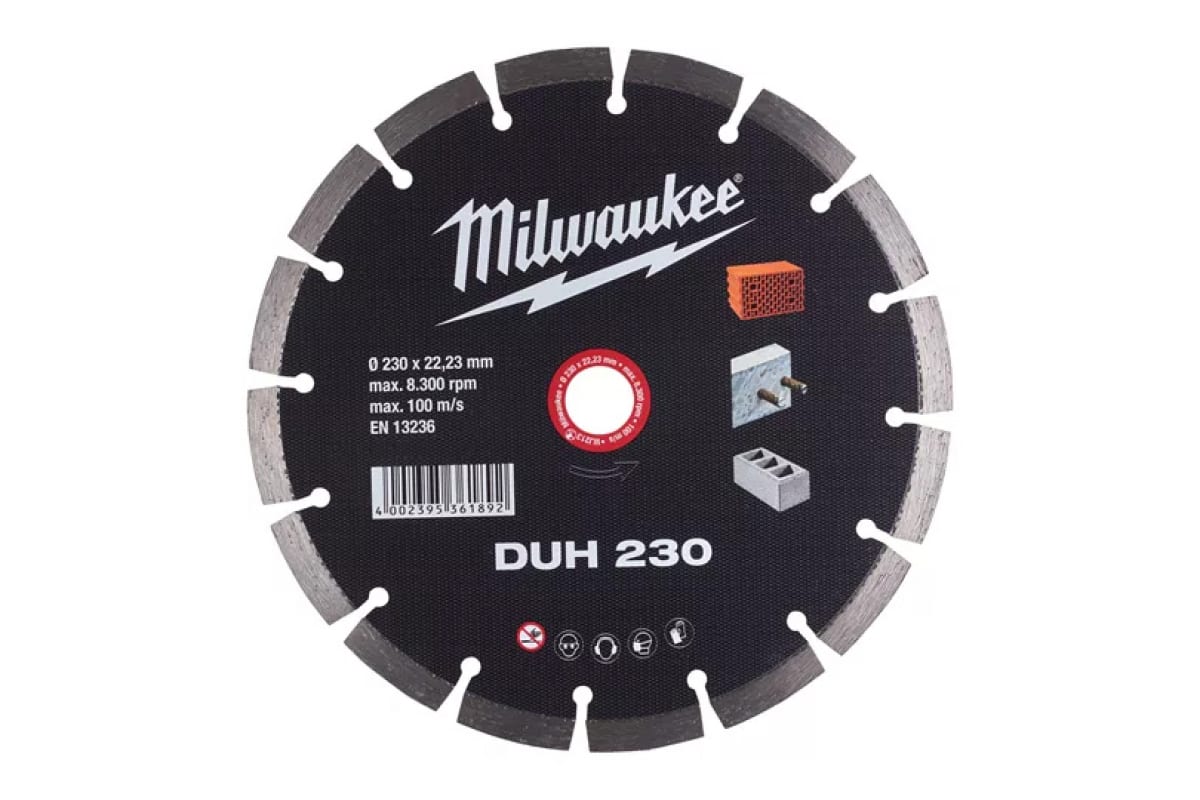 Milwaukee®
Ø 230 x 22,23 mm
max. 8.300 rpm
max. 100 m/s
EN 13236
Milwaukee • Ø 230 x 22,23 mm • max. 8.300 rpm • 100 m/s •
4 002395 361892
DUH 230